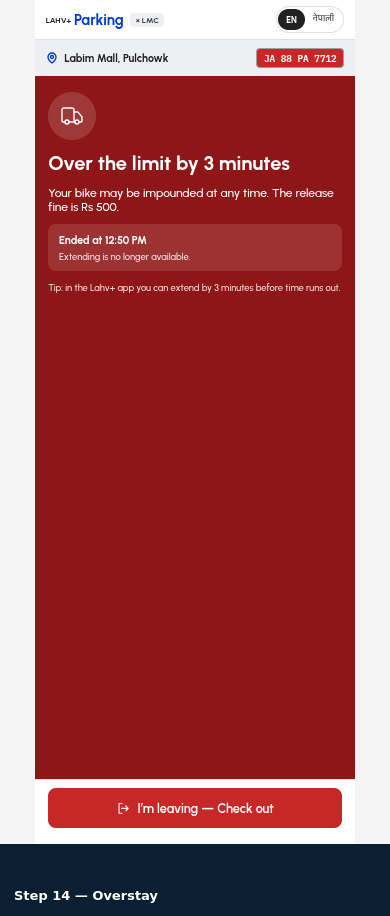 LAHV+ Parking × LMC EN नेपाली
Labim Mall, Pulchowk JA 88 PA 7712
Over the limit by 3 minutes
Your bike may be impounded at any time. The release
fine is Rs 500.
Ended at 12:50 PM
Extending is no longer available.
Tip: in the Lahv+ app you can extend by 3 minutes before time runs out.
I'm leaving — Check out
Step 14 — Overstay